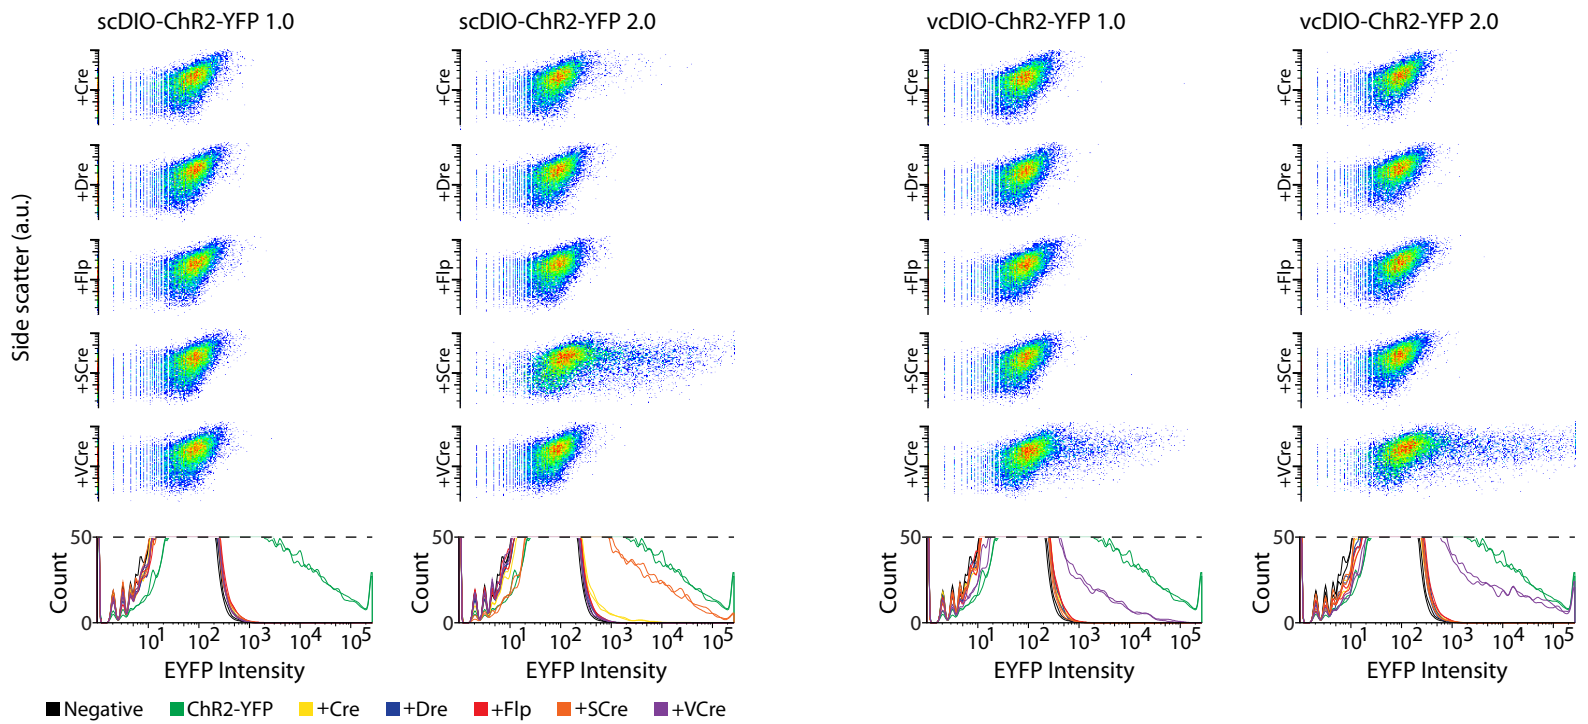 scDIO-ChR2-YFP 1.0
scDIO-ChR2-YFP 2.0
vcDIO-ChR2-YFP 1.0
vcDIO-ChR2-YFP 2.0
Side scatter (a.u.)
+Cre
+Cre
+Cre
+Cre
+Dre
+Dre
+Dre
+Dre
+Flp
+Flp
+Flp
+Flp
+SCre
+SCre
+SCre
+SCre
+VCre
+VCre
+VCre
+VCre
50
50
50
50
Count
Count
Count
Count
0
0
0
0
10¹ 10² 10³ 10⁴ 10⁵
10¹ 10² 10³ 10⁴ 10⁵
10¹ 10² 10³ 10⁴ 10⁵
10¹ 10² 10³ 10⁴ 10⁵
EYFP Intensity
EYFP Intensity
EYFP Intensity
EYFP Intensity
Negative ChR2-YFP +Cre +Dre +Flp +SCre +VCre